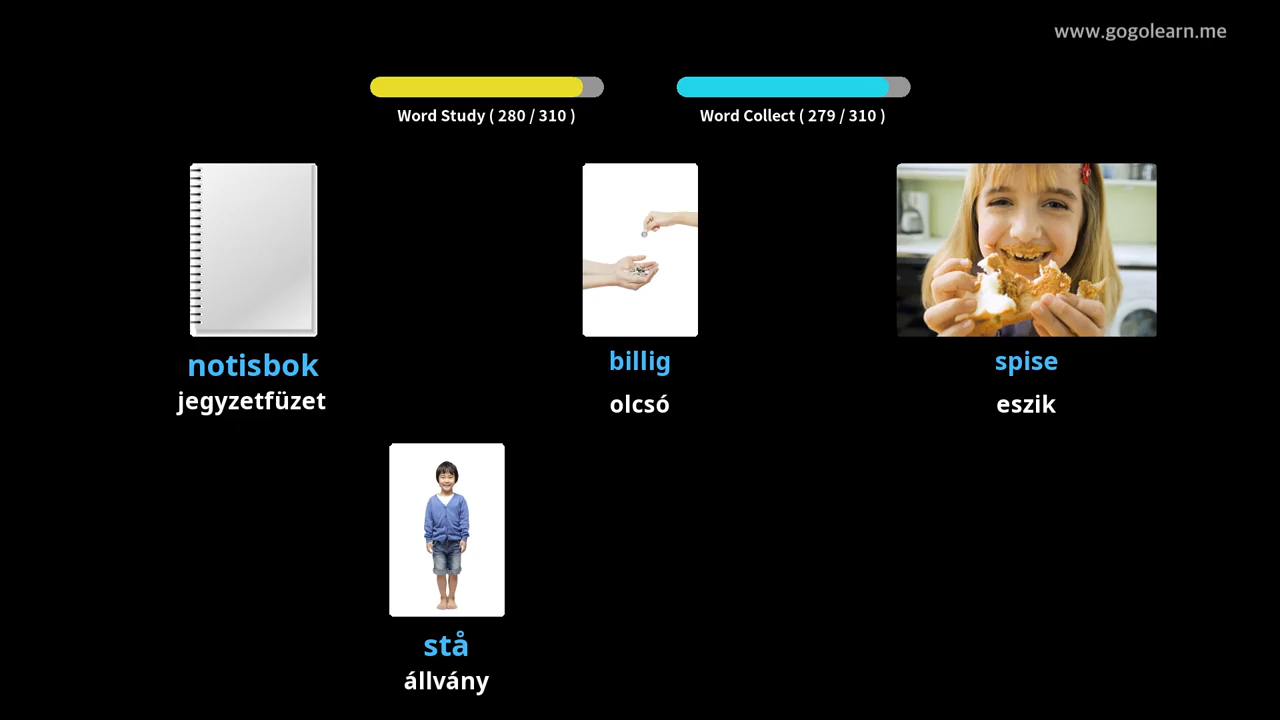 www.gogolearn.me
Word Study ( 280 / 310 )
Word Collect ( 279 / 310 )
notisbok
jegyzetfüzet
billig
olcsó
spise
eszik
stå
állvány